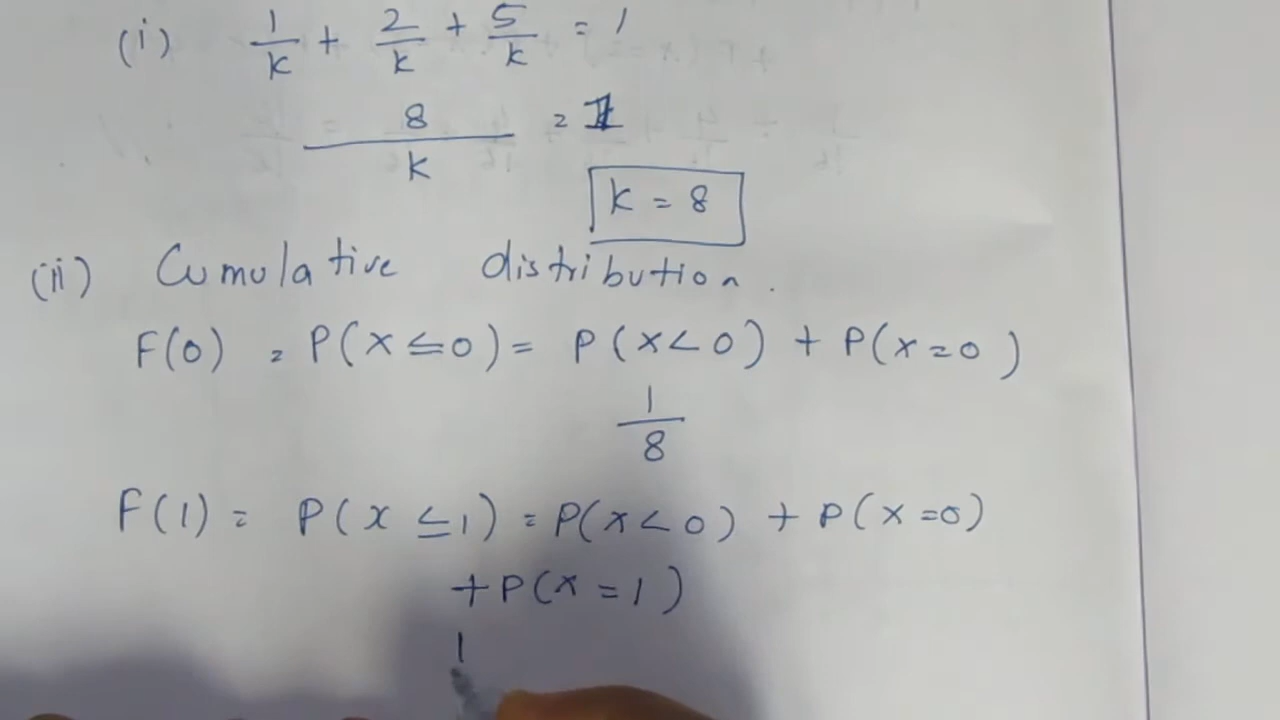 (i) 1/k + 2/k + 5/k = 1
8/k = 1
k = 8
(ii) Cumulative distribution.
F(0) = P(x ≤ 0) = P(x < 0) + P(x = 0)
1/8
F(1) = P(x ≤ 1) = P(x < 0) + P(x = 0)
+ P(x = 1)
1